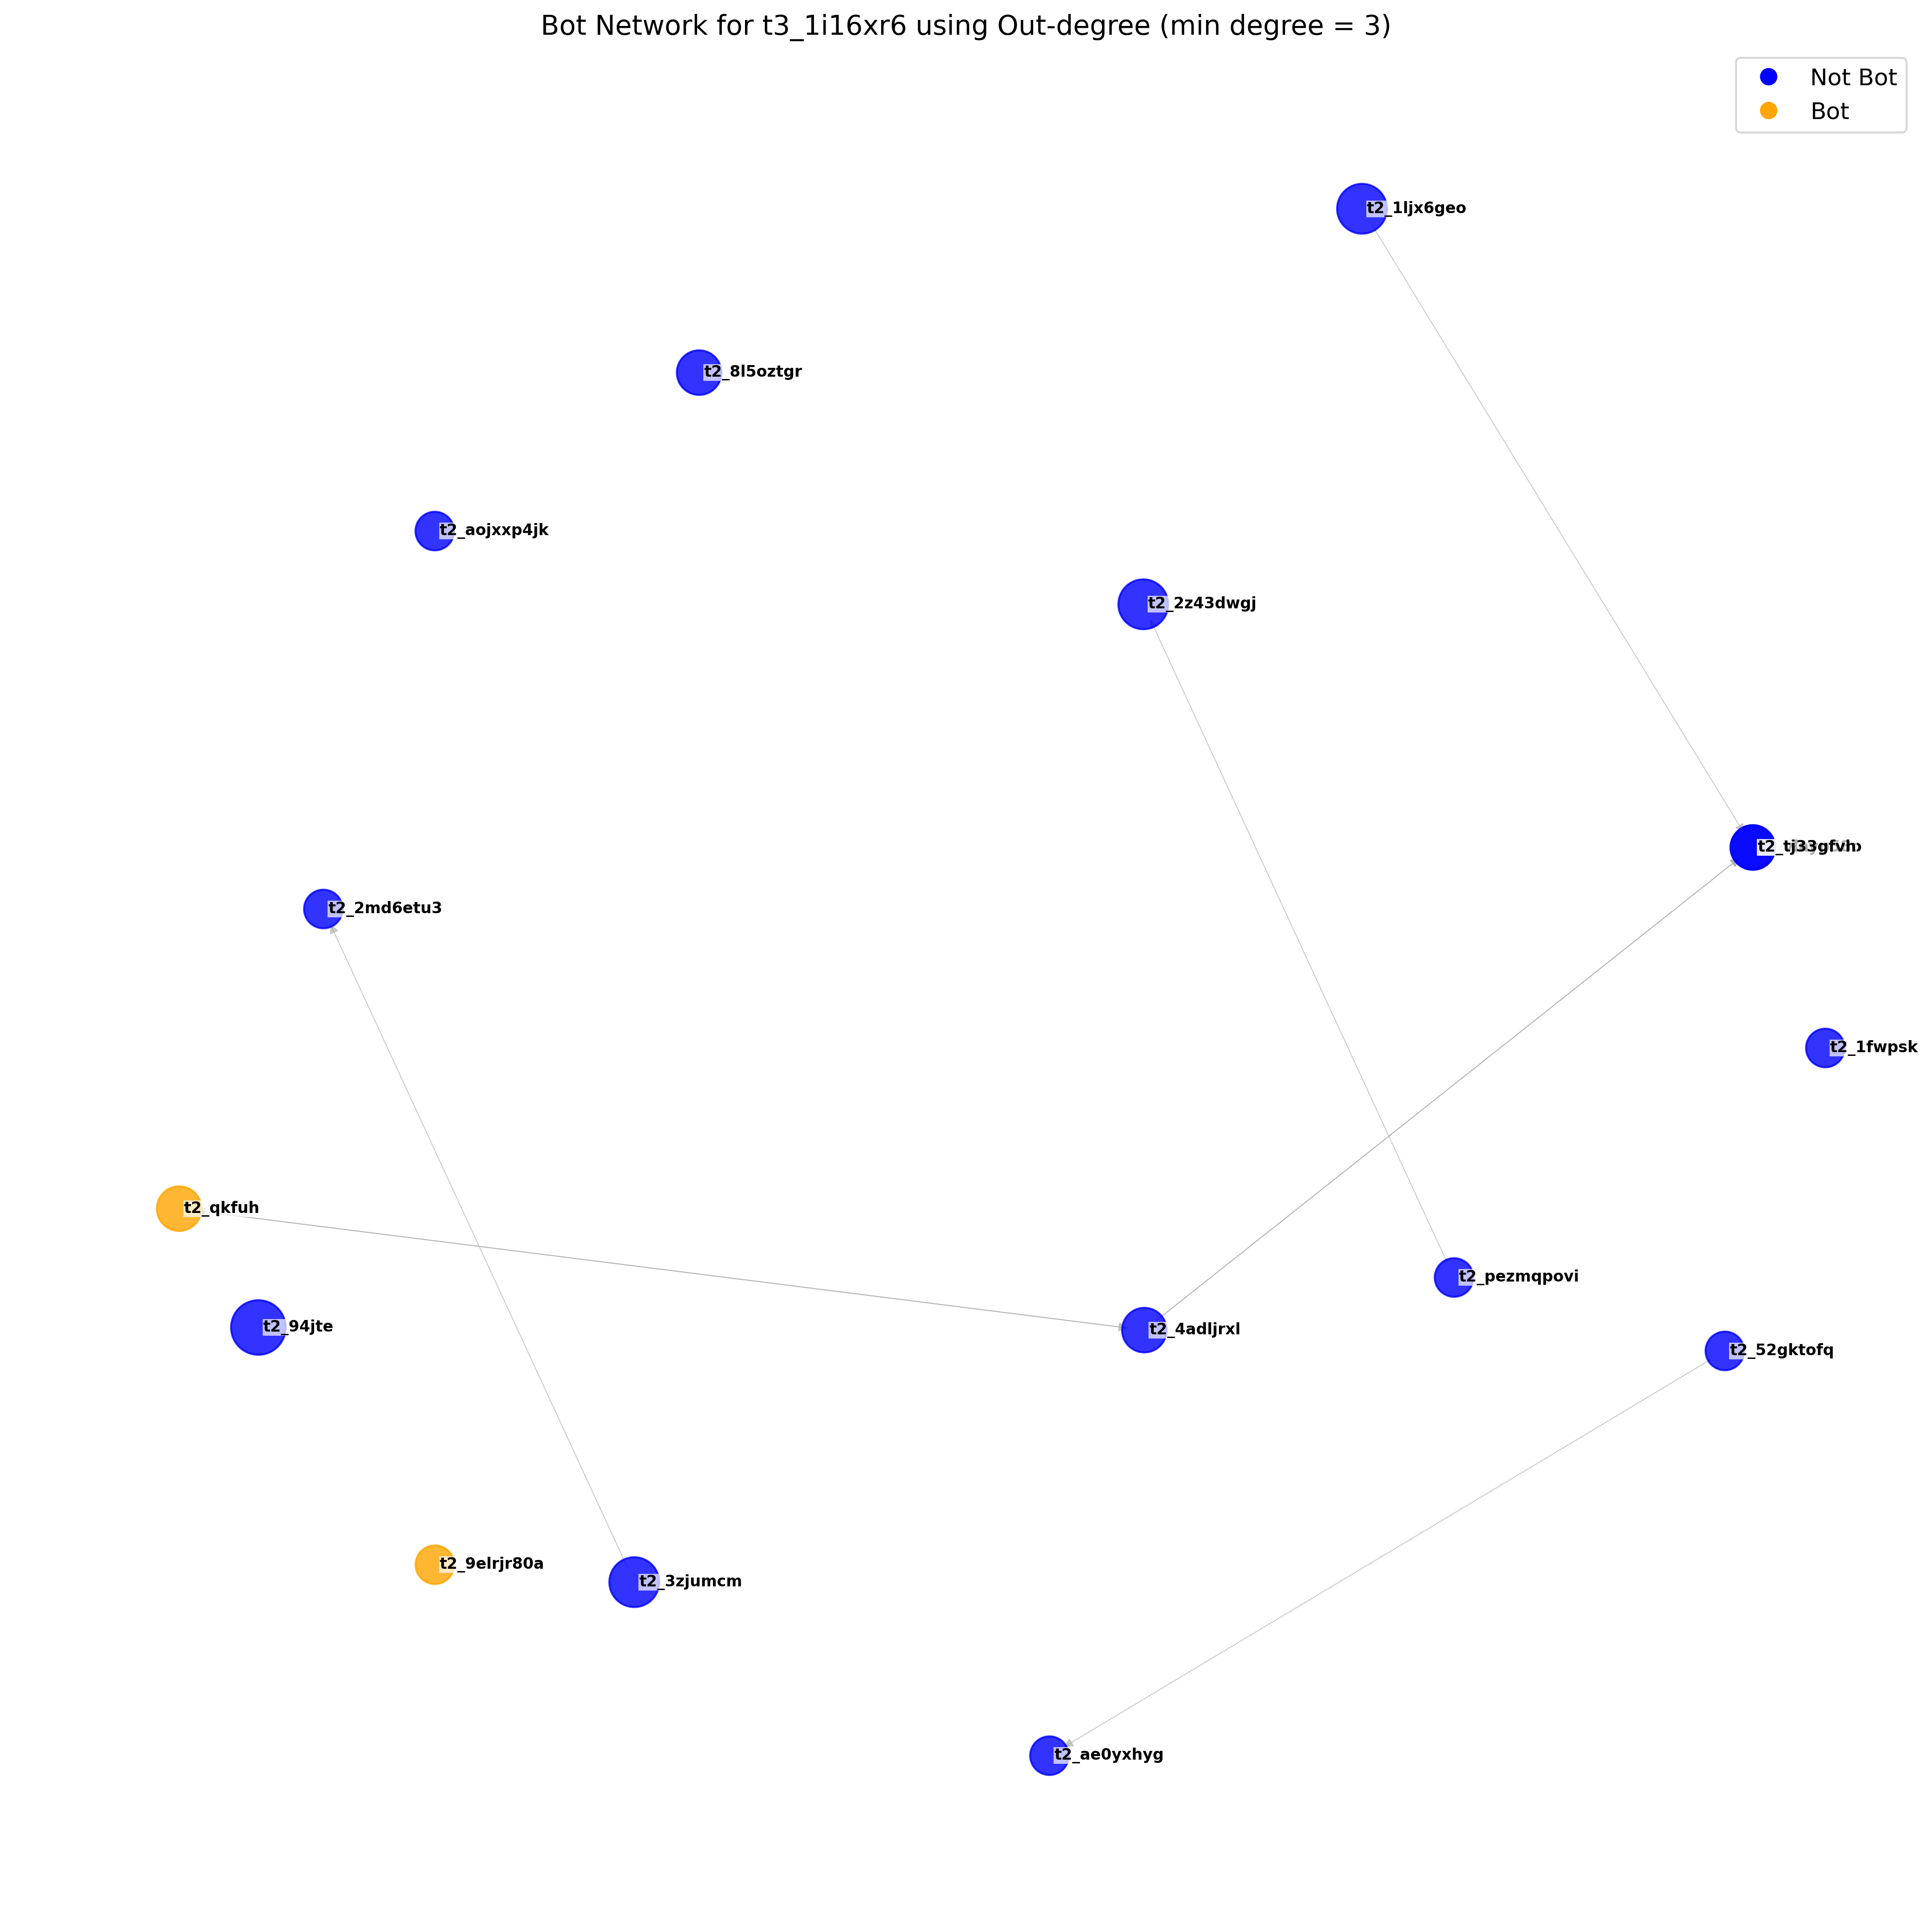 Bot Network for t3_1i16xr6 using Out-degree (min degree = 3)
Not Bot
Bot
t2_1ljx6geo
t2_8l5oztgr
t2_aojxxp4jk
t2_2z43dwgj
t2_tj33gfvh
t2_2md6etu3
t2_1fwpsk
t2_qkfuh
t2_pezmqpovi
t2_94jte
t2_4adljrxl
t2_52gktofq
t2_9elrjr80a
t2_3zjumcm
t2_ae0yxhyg